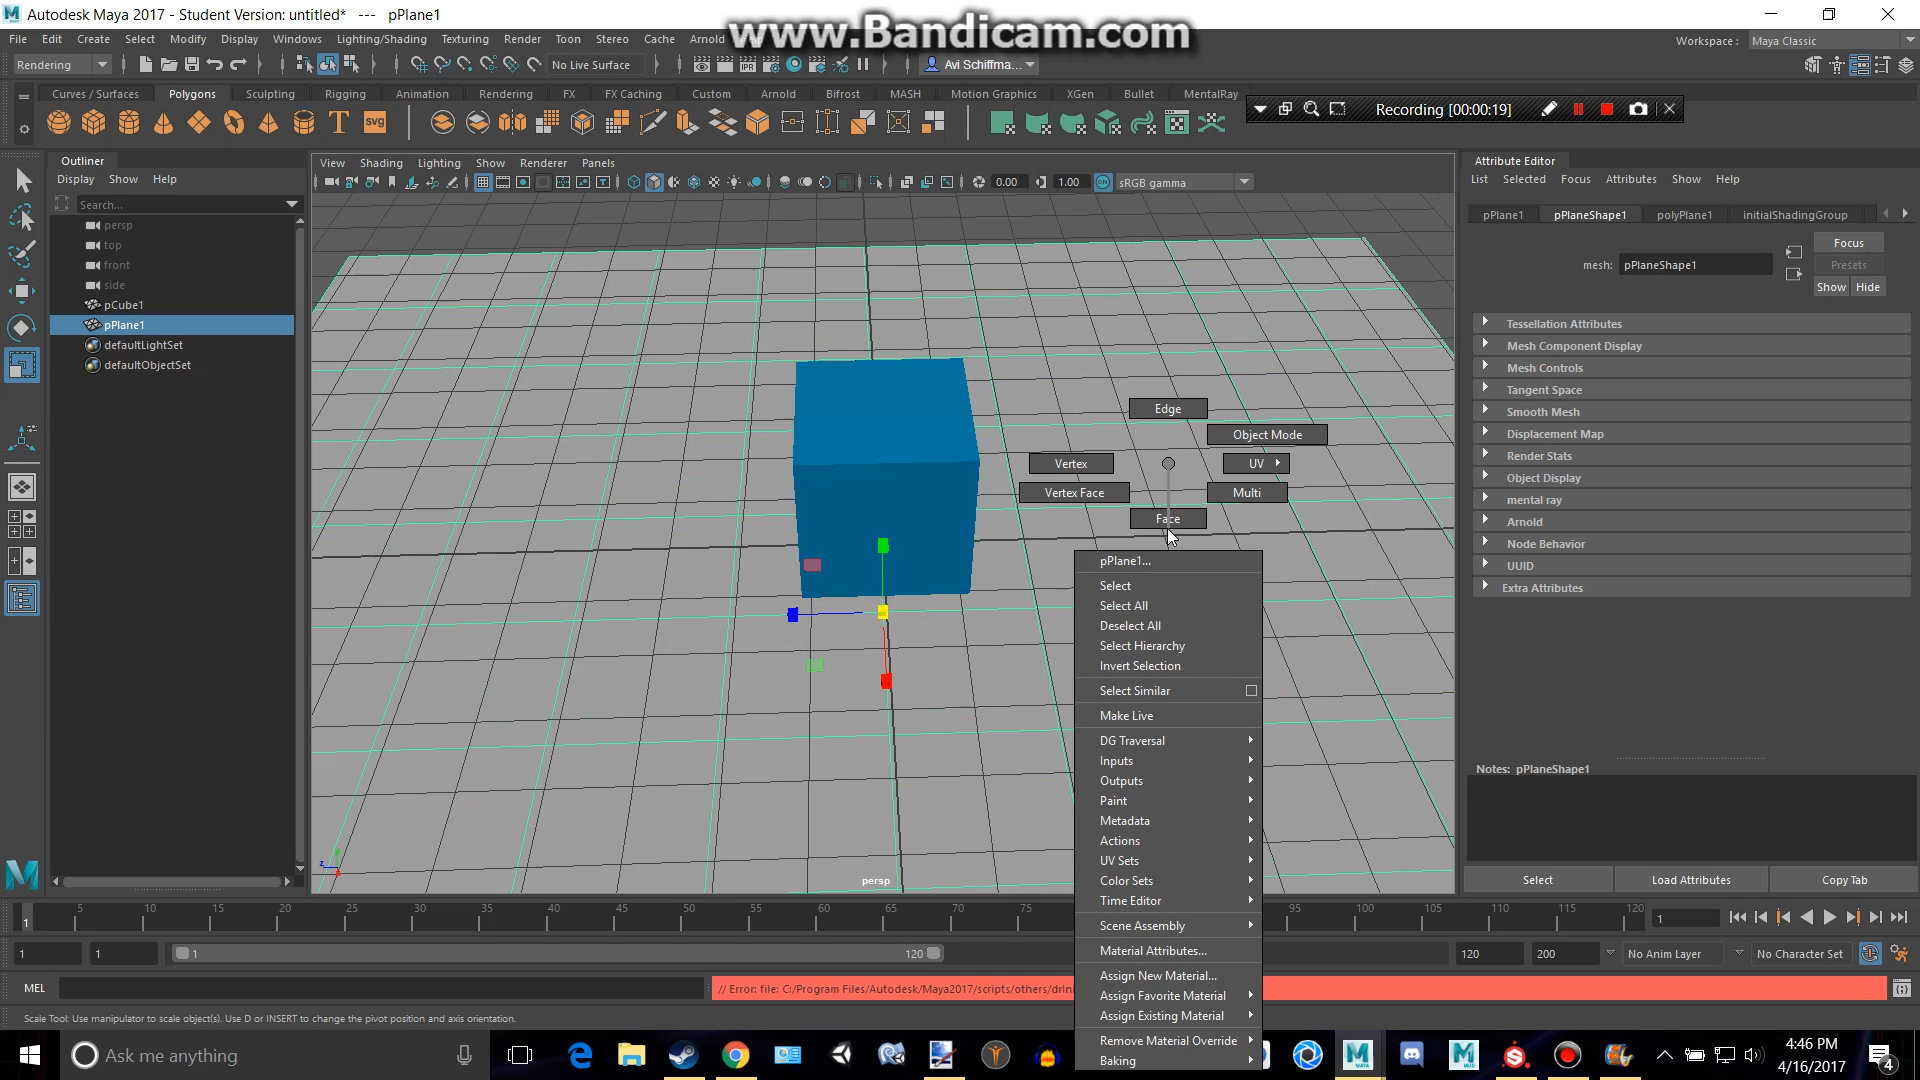 Autodesk Maya 2017 - Student Version: untitled* --- pPlane1
www.Bandicam.com
File Edit Create Select Modify Display Windows Lighting/Shading Texturing Render Toon Stereo Cache Arnold
Workspace : Maya Classic
Rendering No Live Surface Avi Schiffma...
Curves / Surfaces Polygons Sculpting Rigging Animation Rendering FX FX Caching Custom Arnold Bifrost MASH Motion Graphics XGen Bullet MentalRay
Recording [00:00:19]
T SVG
Outliner
Display Show Help
Search...
persp
top
front
side
pCube1
pPlane1
defaultLightSet
defaultObjectSet
View Shading Lighting Show Renderer Panels
0.00 1.00 ON sRGB gamma
Edge
Object Mode
Vertex
UV
Vertex Face
Multi
Face
pPlane1...
Select
Select All
Deselect All
Select Hierarchy
Invert Selection
Select Similar
Make Live
DG Traversal
Inputs
Outputs
Paint
Metadata
Actions
UV Sets
Color Sets
Time Editor
Scene Assembly
Material Attributes...
Assign New Material...
Assign Favorite Material
Assign Existing Material
Remove Material Override
Baking
z
persp
Attribute Editor
List Selected Focus Attributes Show Help
pPlane1 pPlaneShape1 polyPlane1 initialShadingGroup
mesh: pPlaneShape1
Focus
Presets
Show Hide
Tessellation Attributes
Mesh Component Display
Mesh Controls
Tangent Space
Smooth Mesh
Displacement Map
Render Stats
Object Display
mental ray
Arnold
Node Behavior
UUID
Extra Attributes
Notes: pPlaneShape1
Select Load Attributes Copy Tab
1 5 10 15 20 25 30 35 40 45 50 55 60 65 70 75 95 100 105 110 115 120 1
1 1 1 120 120 200 No Anim Layer No Character Set
MEL // Error: file: C:/Program Files/Autodesk/Maya2017/scripts/others/drini
Scale Tool: Use manipulator to scale object(s). Use D or INSERT to change the pivot position and axis orientation.
Ask me anything
4:46 PM
4/16/2017
4